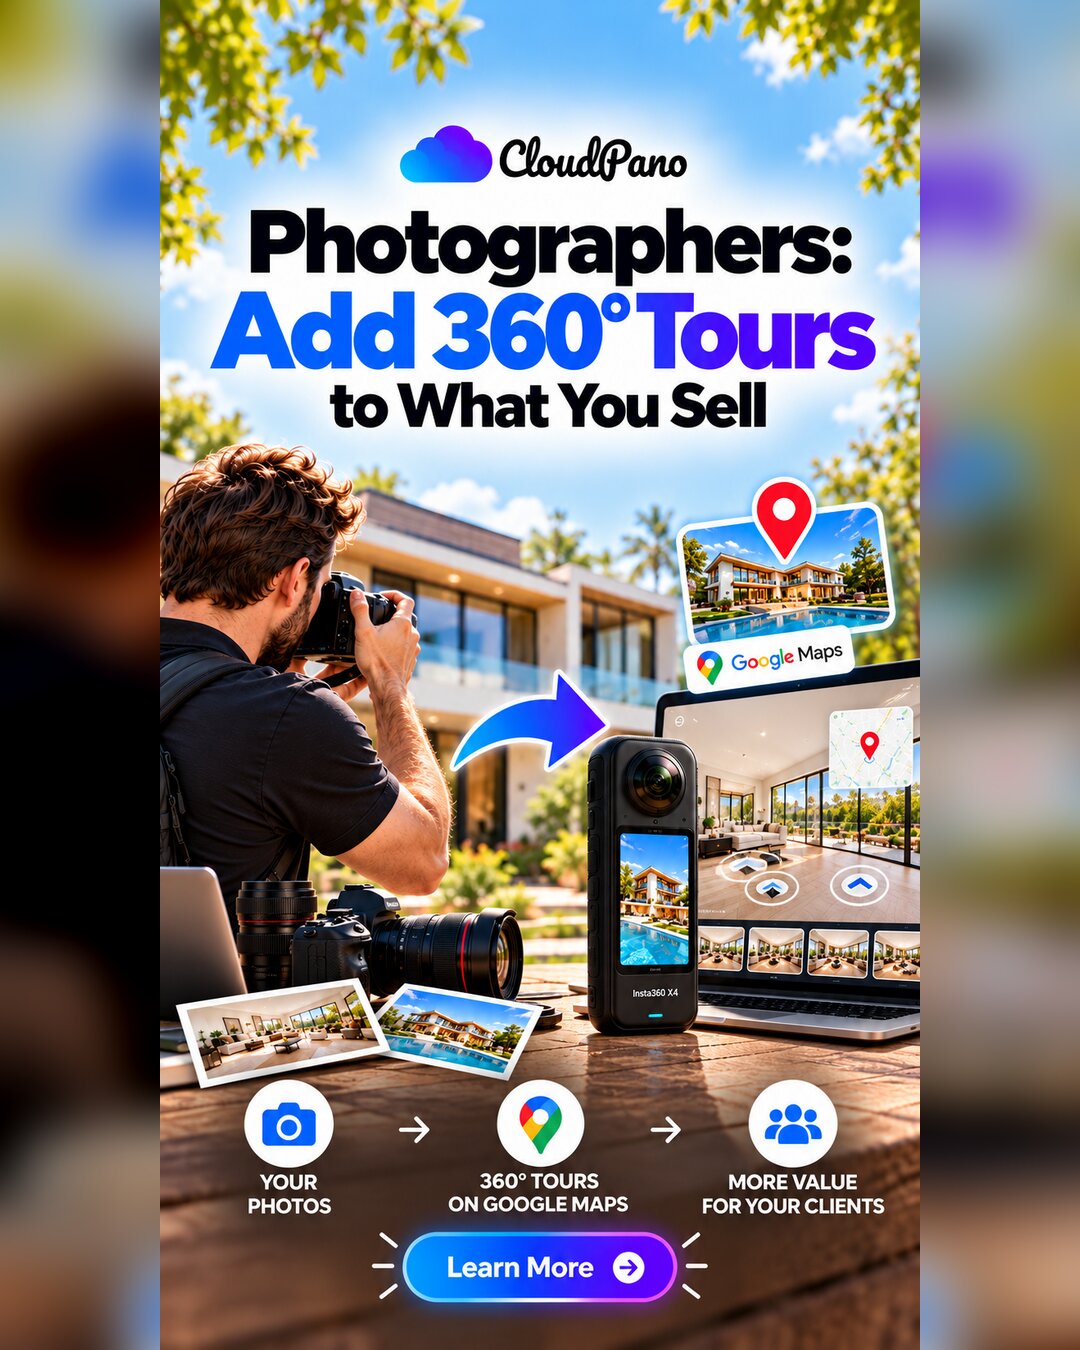 CloudPano
Photographers:
Add 360° Tours
to What You Sell
Google Maps
Insta360 X4
YOUR
PHOTOS
360° TOURS
ON GOOGLE MAPS
MORE VALUE
FOR YOUR CLIENTS
Learn More